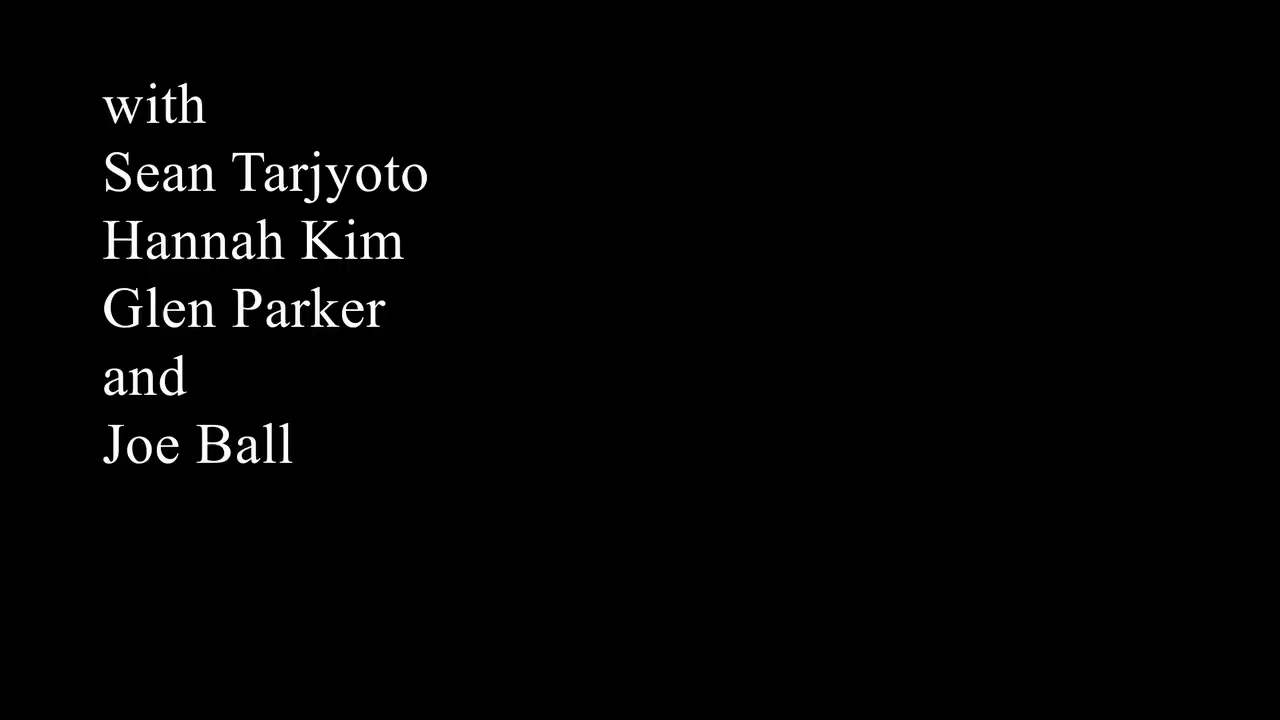 with
Sean Tarjyoto
Hannah Kim
Glen Parker
and
Joe Ball